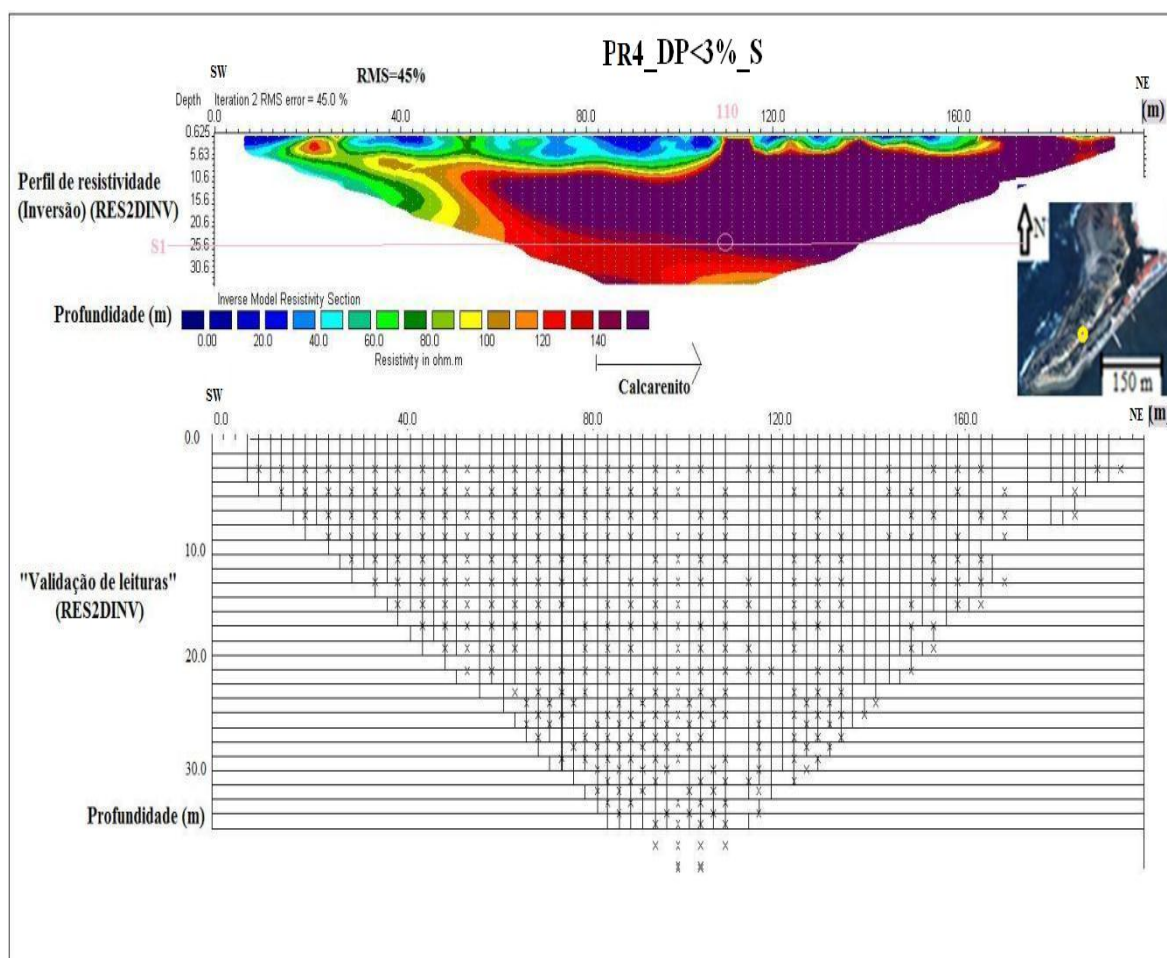 PR4_DP<3%_S
SW
RMS=45%
NE
Depth Iteration 2 RMS error = 45.0 %
110
(m)
0.0 40.0 80.0 120.0 160.0
0.625
5.63
10.6
15.6
20.6
25.6
30.6
Perfil de resistividade
(Inversão) (RES2DINV)
S1
N
Inverse Model Resistivity Section
Profundidade (m)
0.00 20.0 40.0 60.0 80.0 100 120 140
Resistivity in ohm.m
Calcarenito
150 m
SW
NE (m)
0.0 40.0 80.0 120.0 160.0
0.0
10.0
"Validação de leituras"
(RES2DINV)
20.0
30.0
Profundidade (m)